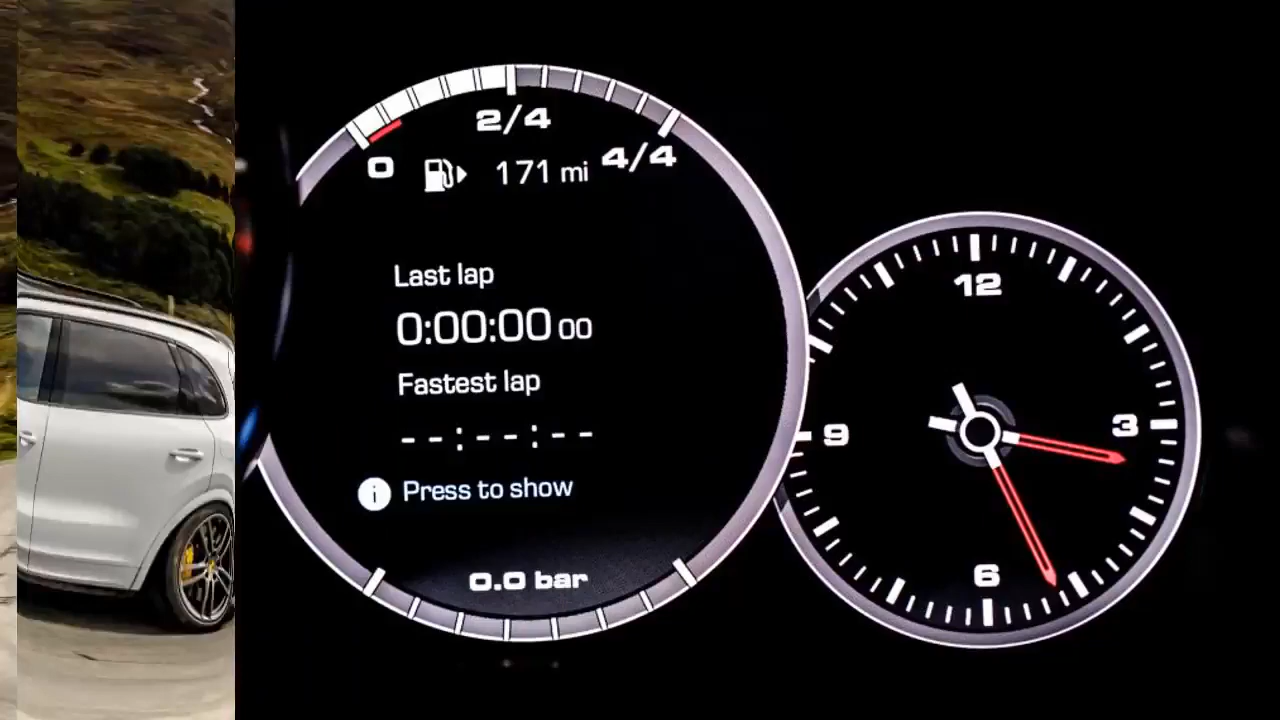 2/4
0
171 mi
4/4
Last lap
0:00:00 00
Fastest lap
--:--:--
i Press to show
0.0 bar
12
9
3
6